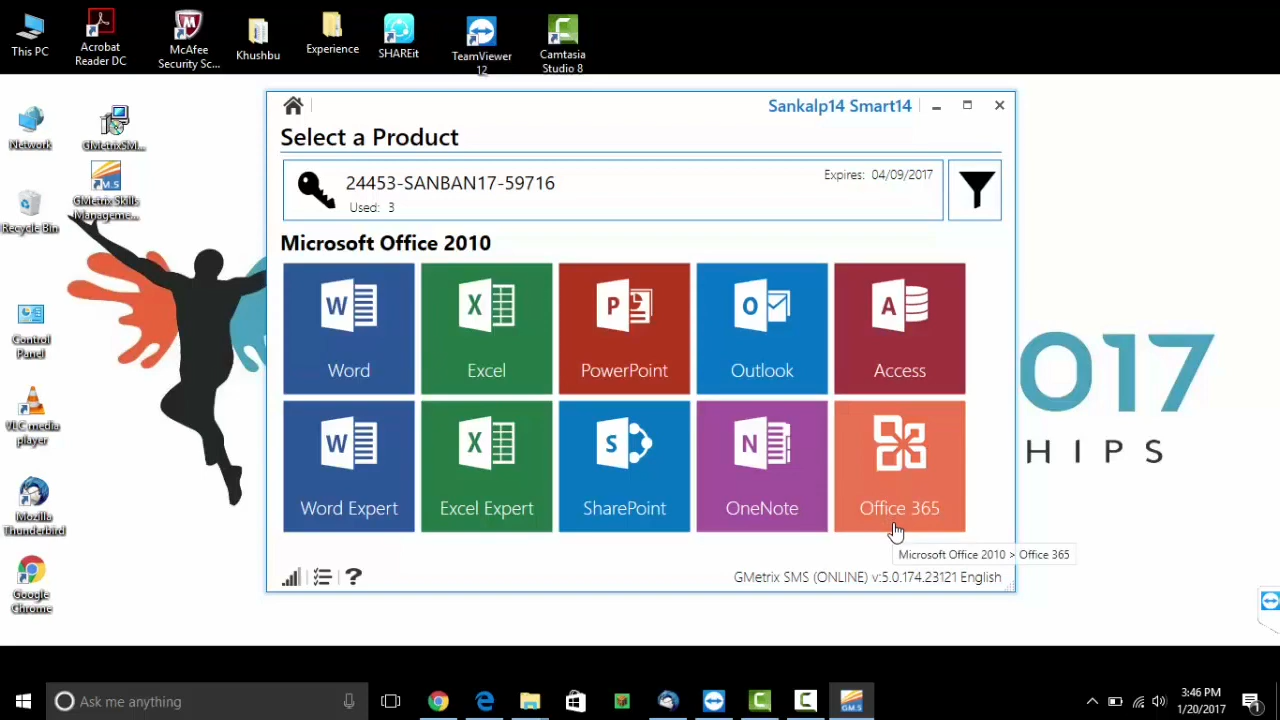 This PC
Acrobat
Reader DC
McAfee
Security Sc...
Khushbu
Experience
SHAREit
TeamViewer
12
Camtasia
Studio 8
Network
GMetrixSM...
Recycle Bin
GMetrix Skills
Manageme...
Control
Panel
VLC media
player
Mozilla
Thunderbird
Google
Chrome
Sankalp14 Smart14
Select a Product
24453-SANBAN17-59716
Expires: 04/09/2017
Used: 3
Microsoft Office 2010
Word
Excel
PowerPoint
Outlook
Access
Word Expert
Excel Expert
SharePoint
OneNote
Office 365
Microsoft Office 2010 > Office 365
GMetrix SMS (ONLINE) v:5.0.174.23121 English
017
HIPS
Ask me anything
3:46 PM
1/20/2017